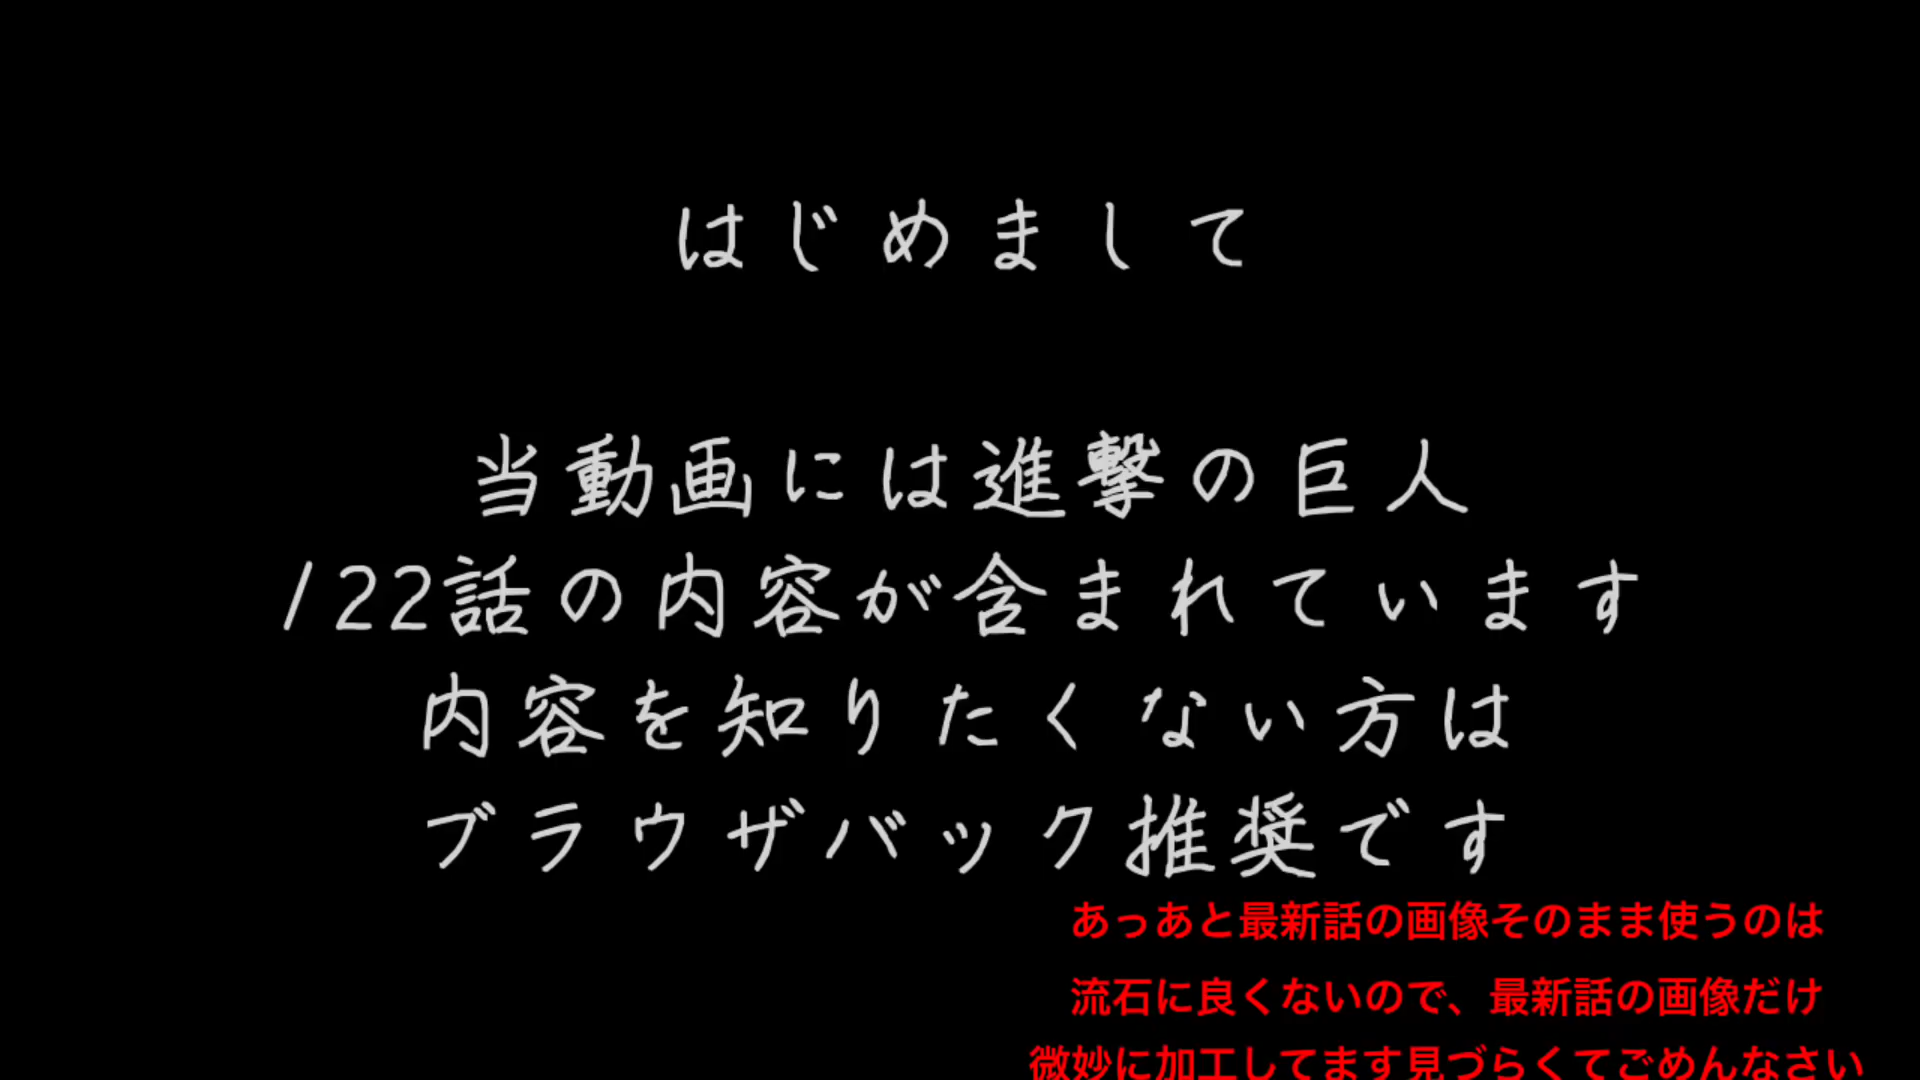 はじめまして
当動画には進撃の巨人
122話の内容が含まれています
内容を知りたくない方は
ブラウザバック推奨です
あっあと最新話の画像そのまま使うのは
流石に良くないので、最新話の画像だけ
微妙に加工してます見づらくてごめんなさい